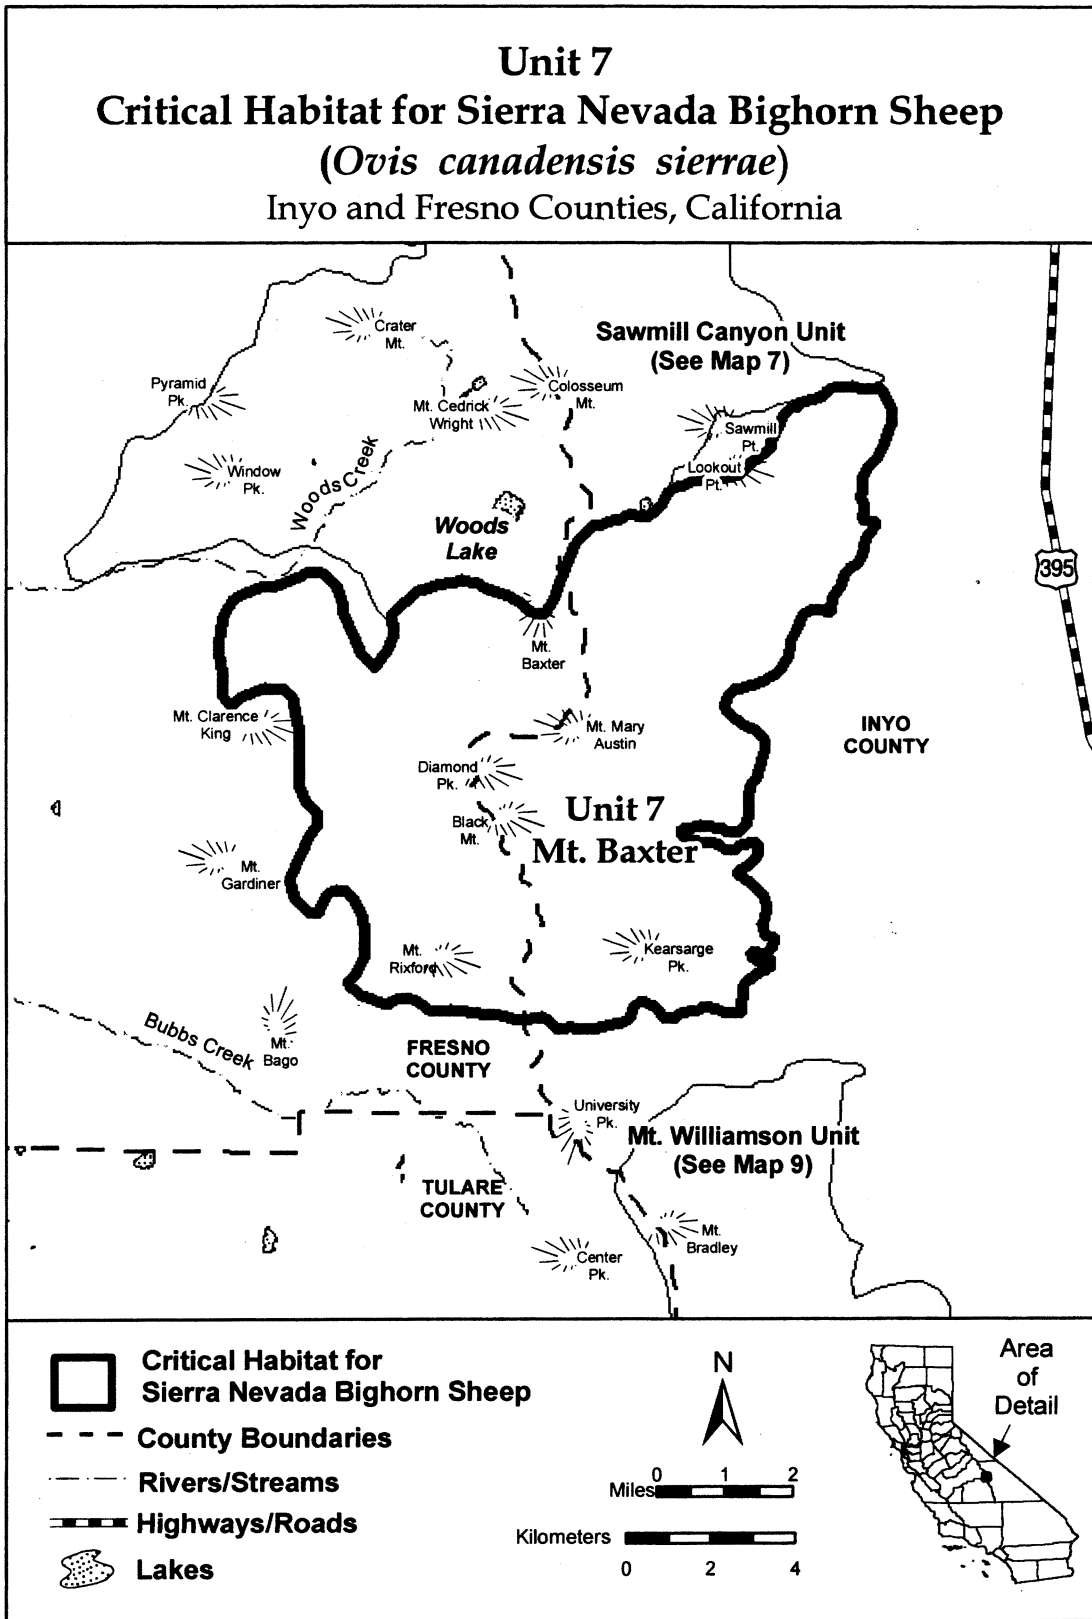 Unit 7
Critical Habitat for Sierra Nevada Bighorn Sheep
(Ovis canadensis sierrae)
Inyo and Fresno Counties, California
Crater
Mt.
Sawmill Canyon Unit
(See Map 7)
Pyramid
Pk.
Colosseum
Mt.
Mt. Cedrick
Wright
Sawmill
Pt.
Lookout
Pt.
Window
Pk.
Woods Creek
Woods
Lake
395
Mt.
Baxter
Mt. Clarence
King
Mt. Mary
Austin
INYO
COUNTY
Diamond
Pk.
Black
Mt.
Unit 7
Mt. Baxter
Mt.
Gardiner
Mt.
Rixford
Kearsarge
Pk.
Bubbs Creek
Mt.
Bago
FRESNO
COUNTY
University
Pk.
Mt. Williamson Unit
(See Map 9)
TULARE
COUNTY
Mt.
Bradley
Center
Pk.
Critical Habitat for
Sierra Nevada Bighorn Sheep
County Boundaries
Rivers/Streams
Highways/Roads
Lakes
N
0 1 2
Miles
Kilometers
0 2 4
Area
of
Detail